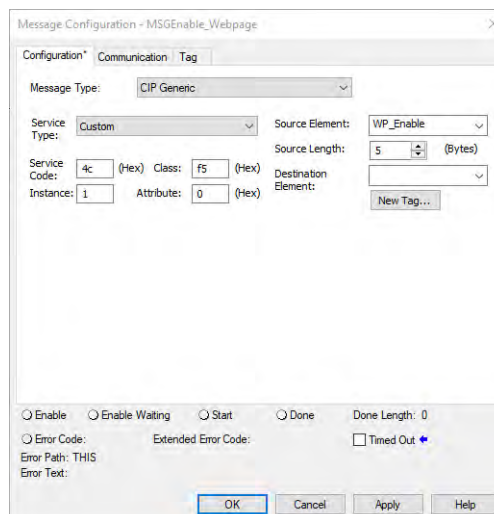 Message Configuration - MSGEnable_Webpage
Configuration* Communication Tag
Message Type: CIP Generic
Service Type: Custom Source Element: WP_Enable
Source Length: 5 (Bytes)
Service Code: 4c (Hex) Class: f5 (Hex) Destination Element:
Instance: 1 Attribute: 0 (Hex) New Tag...
Enable Enable Waiting Start Done Done Length: 0
Error Code: Extended Error Code: Timed Out
Error Path: THIS
Error Text:
OK Cancel Apply Help